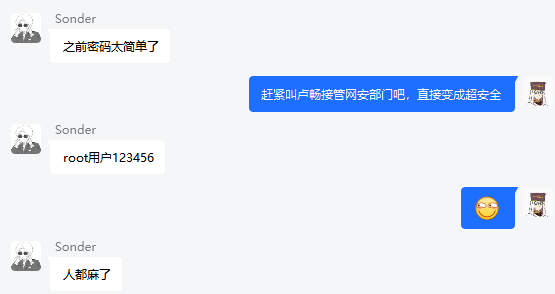 Sonder
之前密码太简单了
赶紧叫卢畅接管网安部门吧，直接变成超安全
Sonder
root用户123456
Sonder
人都麻了